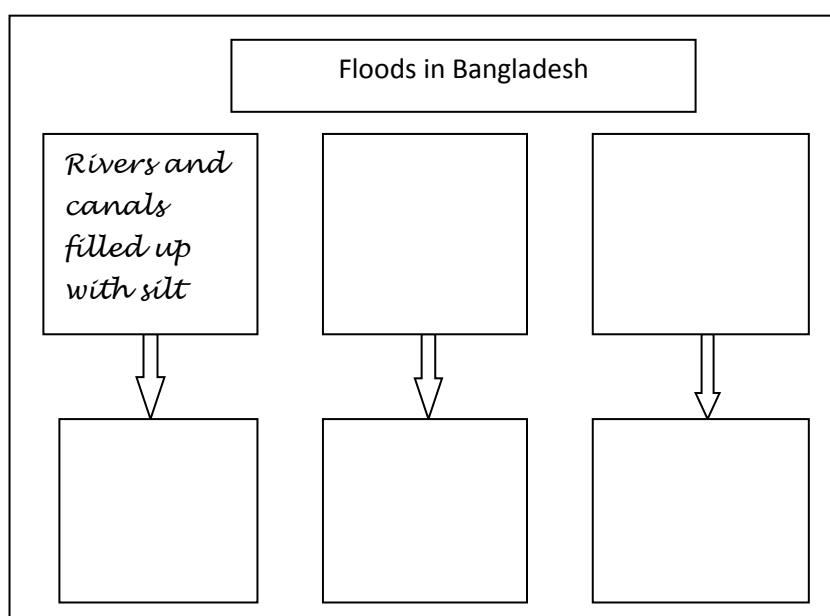 Floods in Bangladesh
Rivers and
canals
filled up
with silt